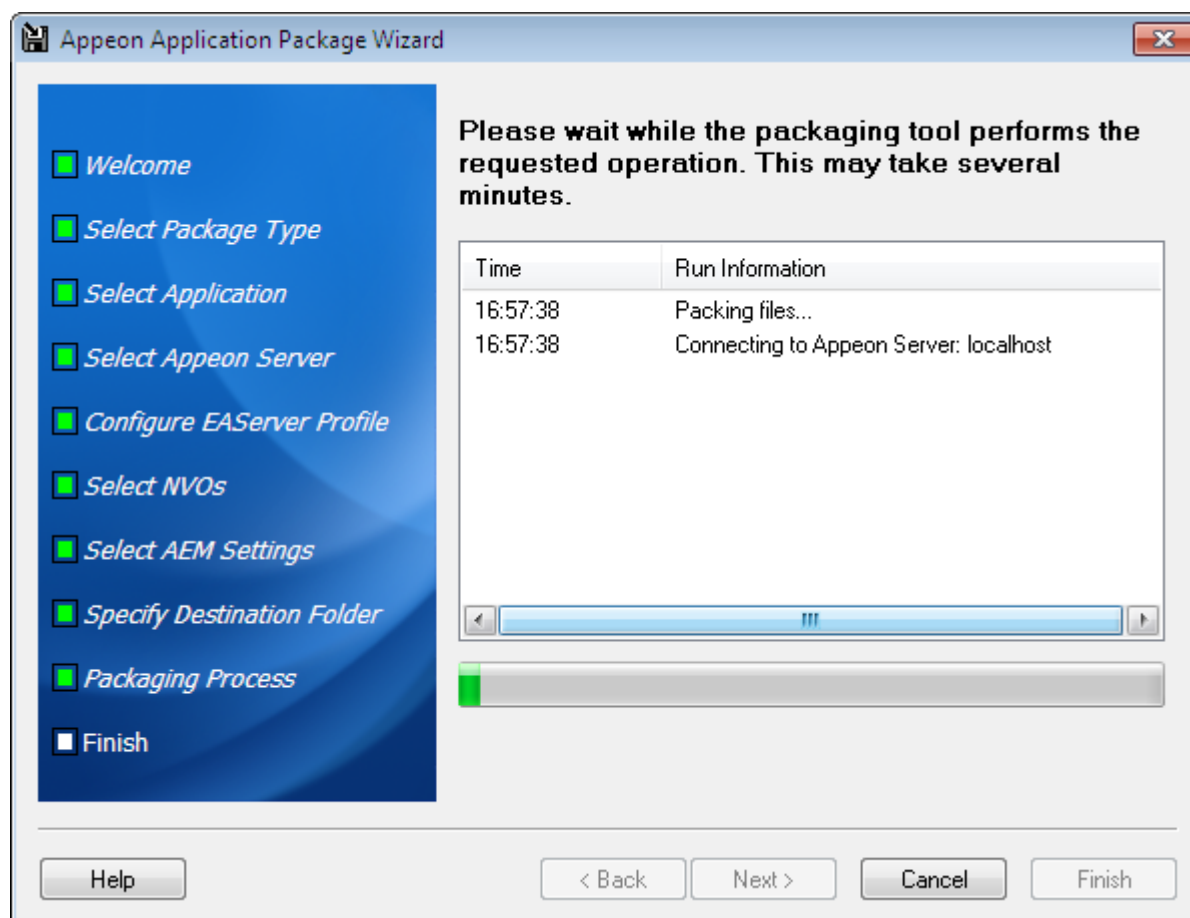 Appeon Application Package Wizard
Welcome
Select Package Type
Select Application
Select Appeon Server
Configure EAServer Profile
Select NVOs
Select AEM Settings
Specify Destination Folder
Packaging Process
Finish
Please wait while the packaging tool performs the
requested operation. This may take several
minutes.
Time Run Information
16:57:38 Packing files...
16:57:38 Connecting to Appeon Server: localhost
Help < Back Next > Cancel Finish